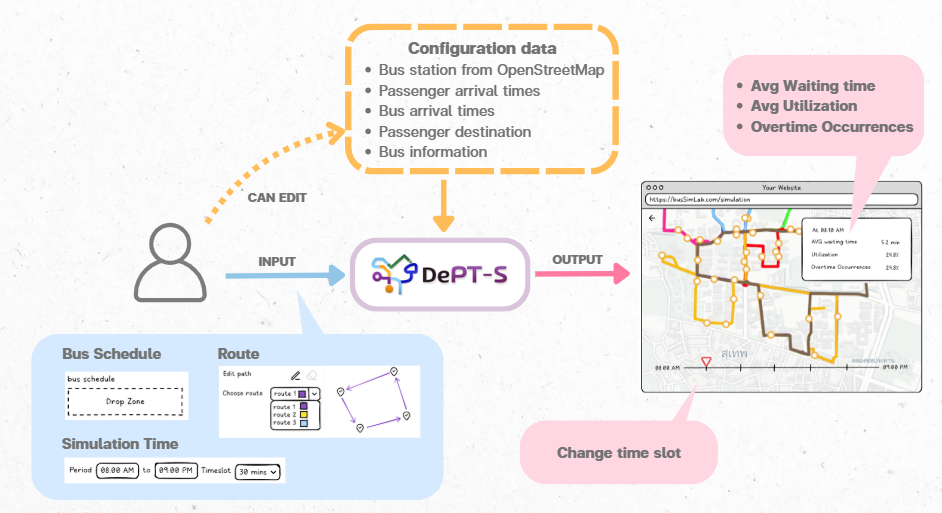 Configuration data
• Bus station from OpenStreetMap
• Passenger arrival times
• Bus arrival times
• Passenger destination
• Bus information
• Avg Waiting time
• Avg Utilization
• Overtime Occurrences
CAN EDIT
INPUT
DePT-S
OUTPUT
Your Website
https://busSimLab.com/simulation
At 08:10 AM
AVG waiting time 5.2 min
Utilization 24.8%
Overtime Occurrences 24.8%
สุเทพ
08:00 AM
09:00 PM
Bus Schedule
bus schedule
Drop Zone
Route
Edit path
Choose route
route 1
route 1
route 2
route 3
Simulation Time
Period 08:00 AM to 09:00 PM Timeslot 30 mins
Change time slot